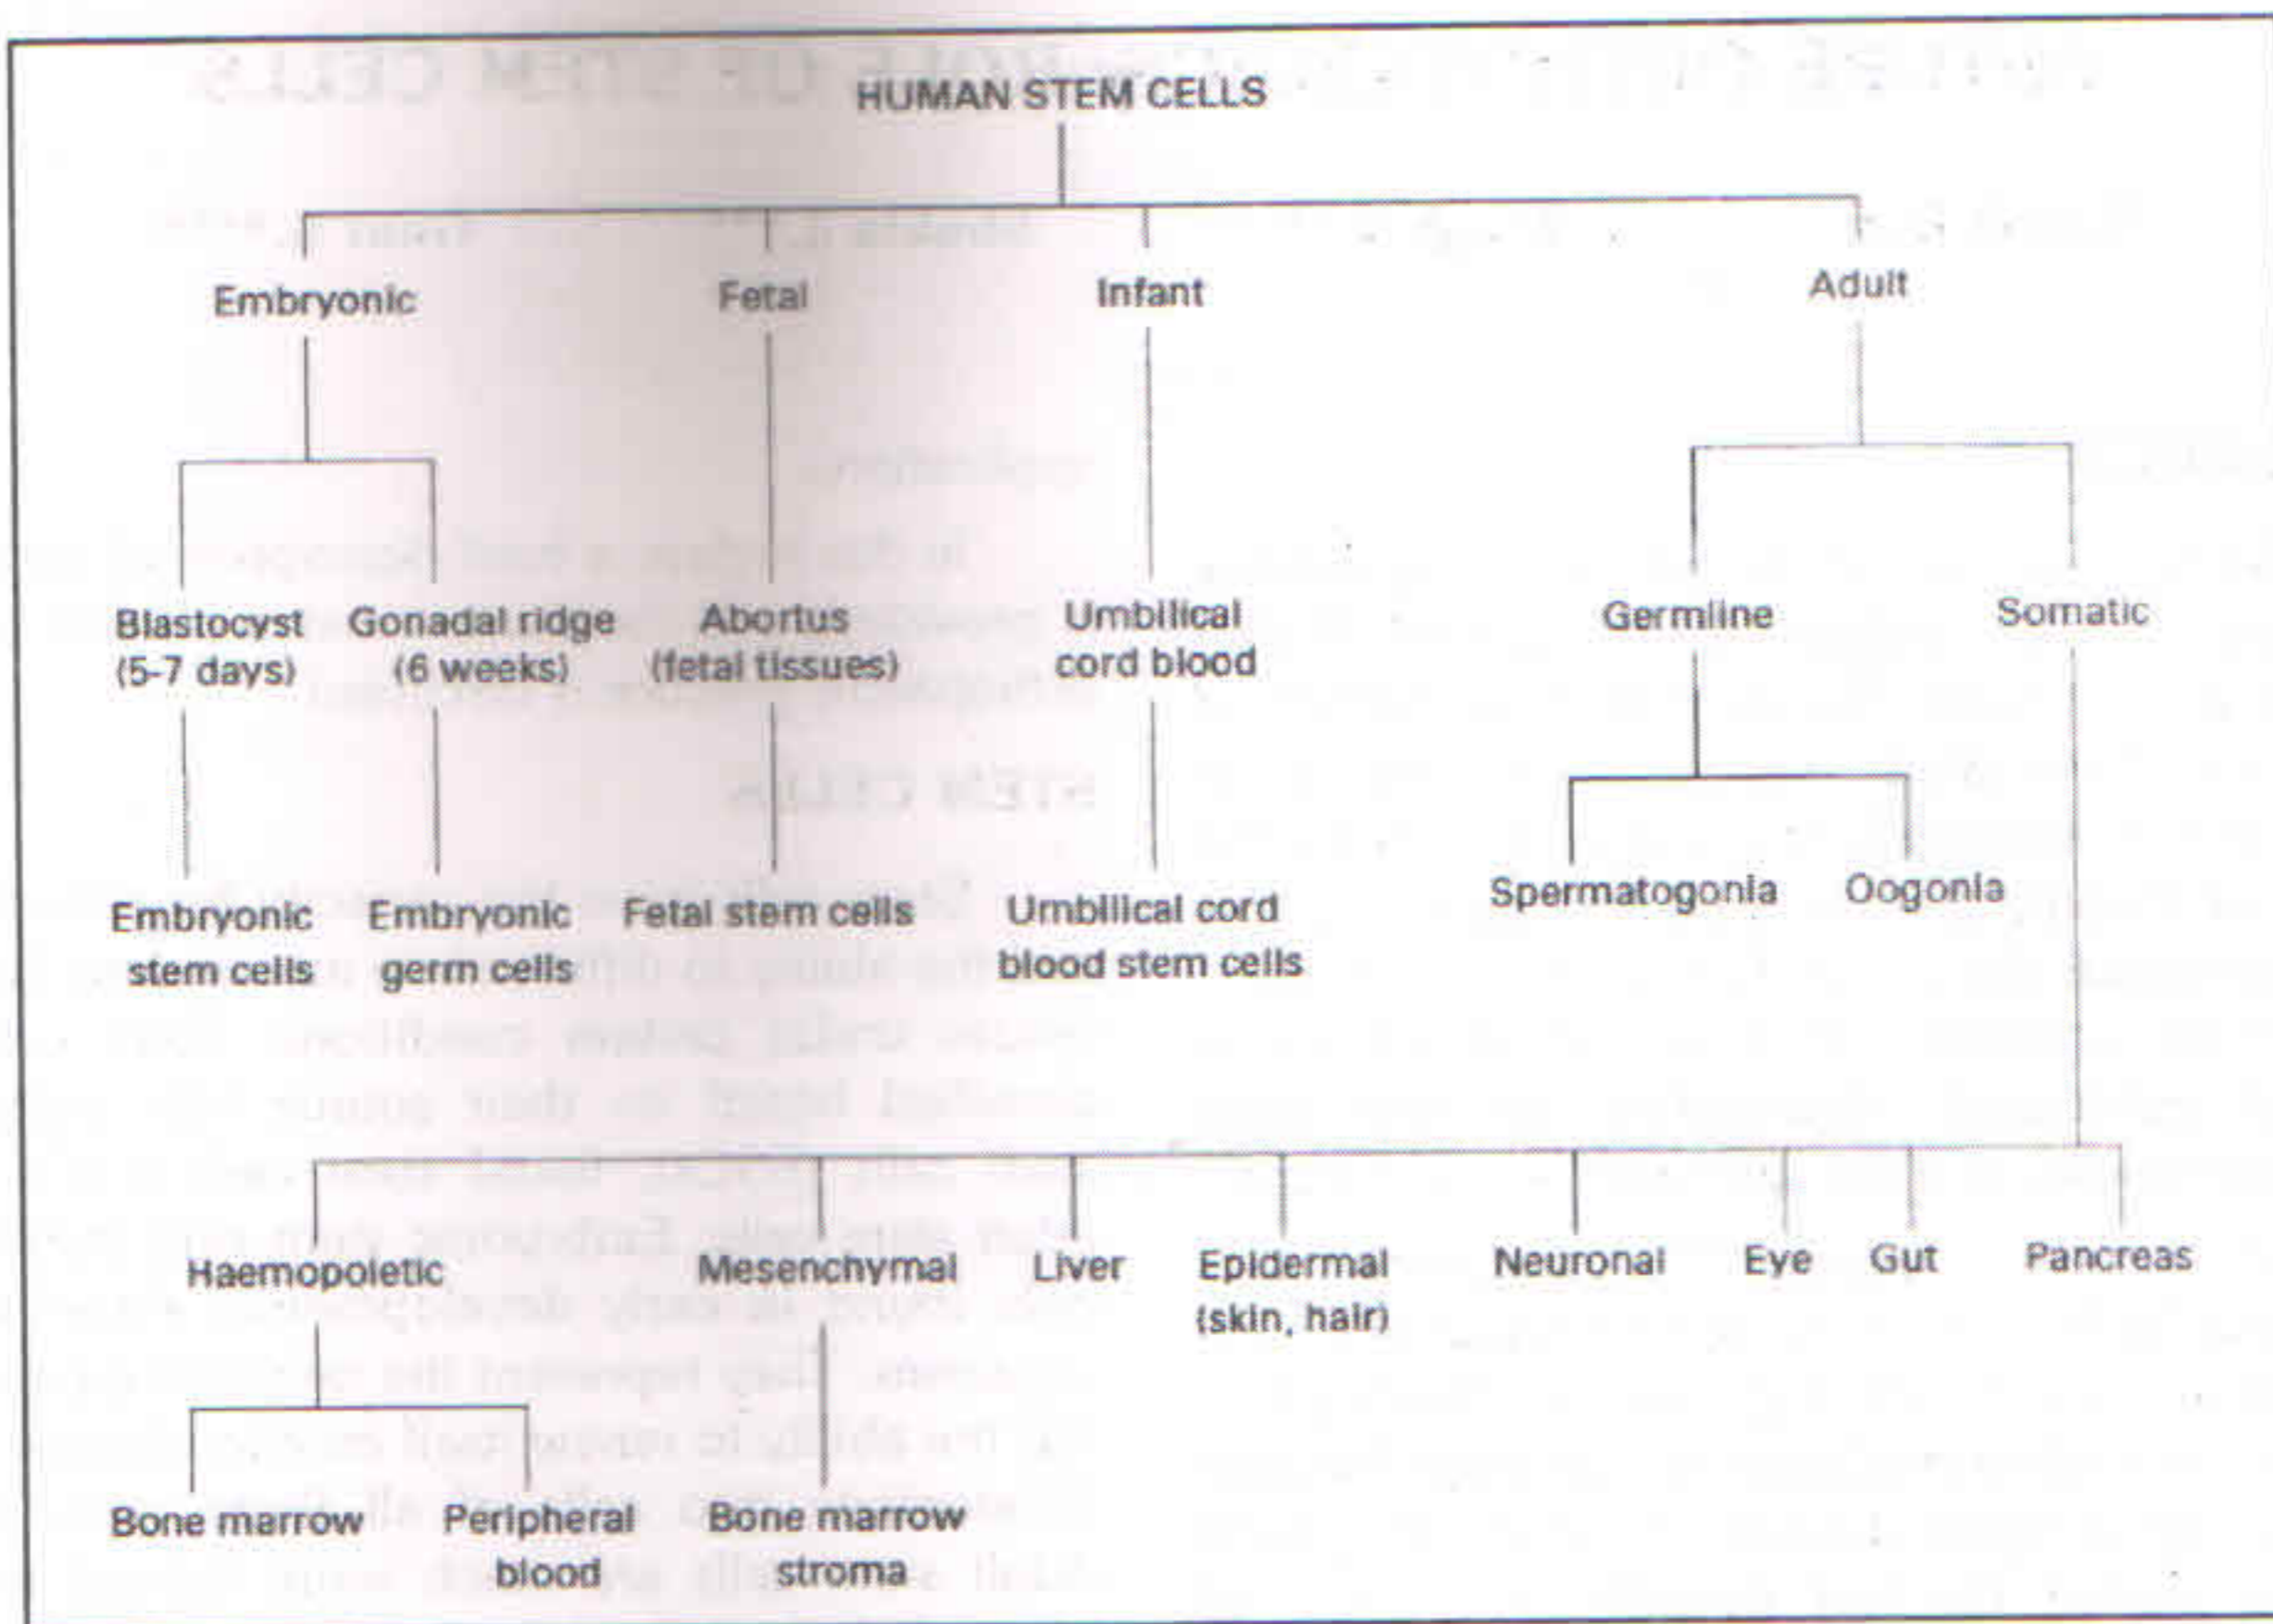 HUMAN STEM CELLS
Embryonic Fetal Infant Adult
Blastocyst Gonadal ridge Abortus Umbilical Germline Somatic
(5-7 days) (6 weeks) (fetal tissues) cord blood
Spermatogonia Oogonia
Embryonic Embryonic Fetal stem cells Umbilical cord
stem cells germ cells blood stem cells
Haemopoietic Mesenchymal Liver Epidermal Neuronal Eye Gut Pancreas
(skin, hair)
Bone marrow Peripheral Bone marrow
blood stroma